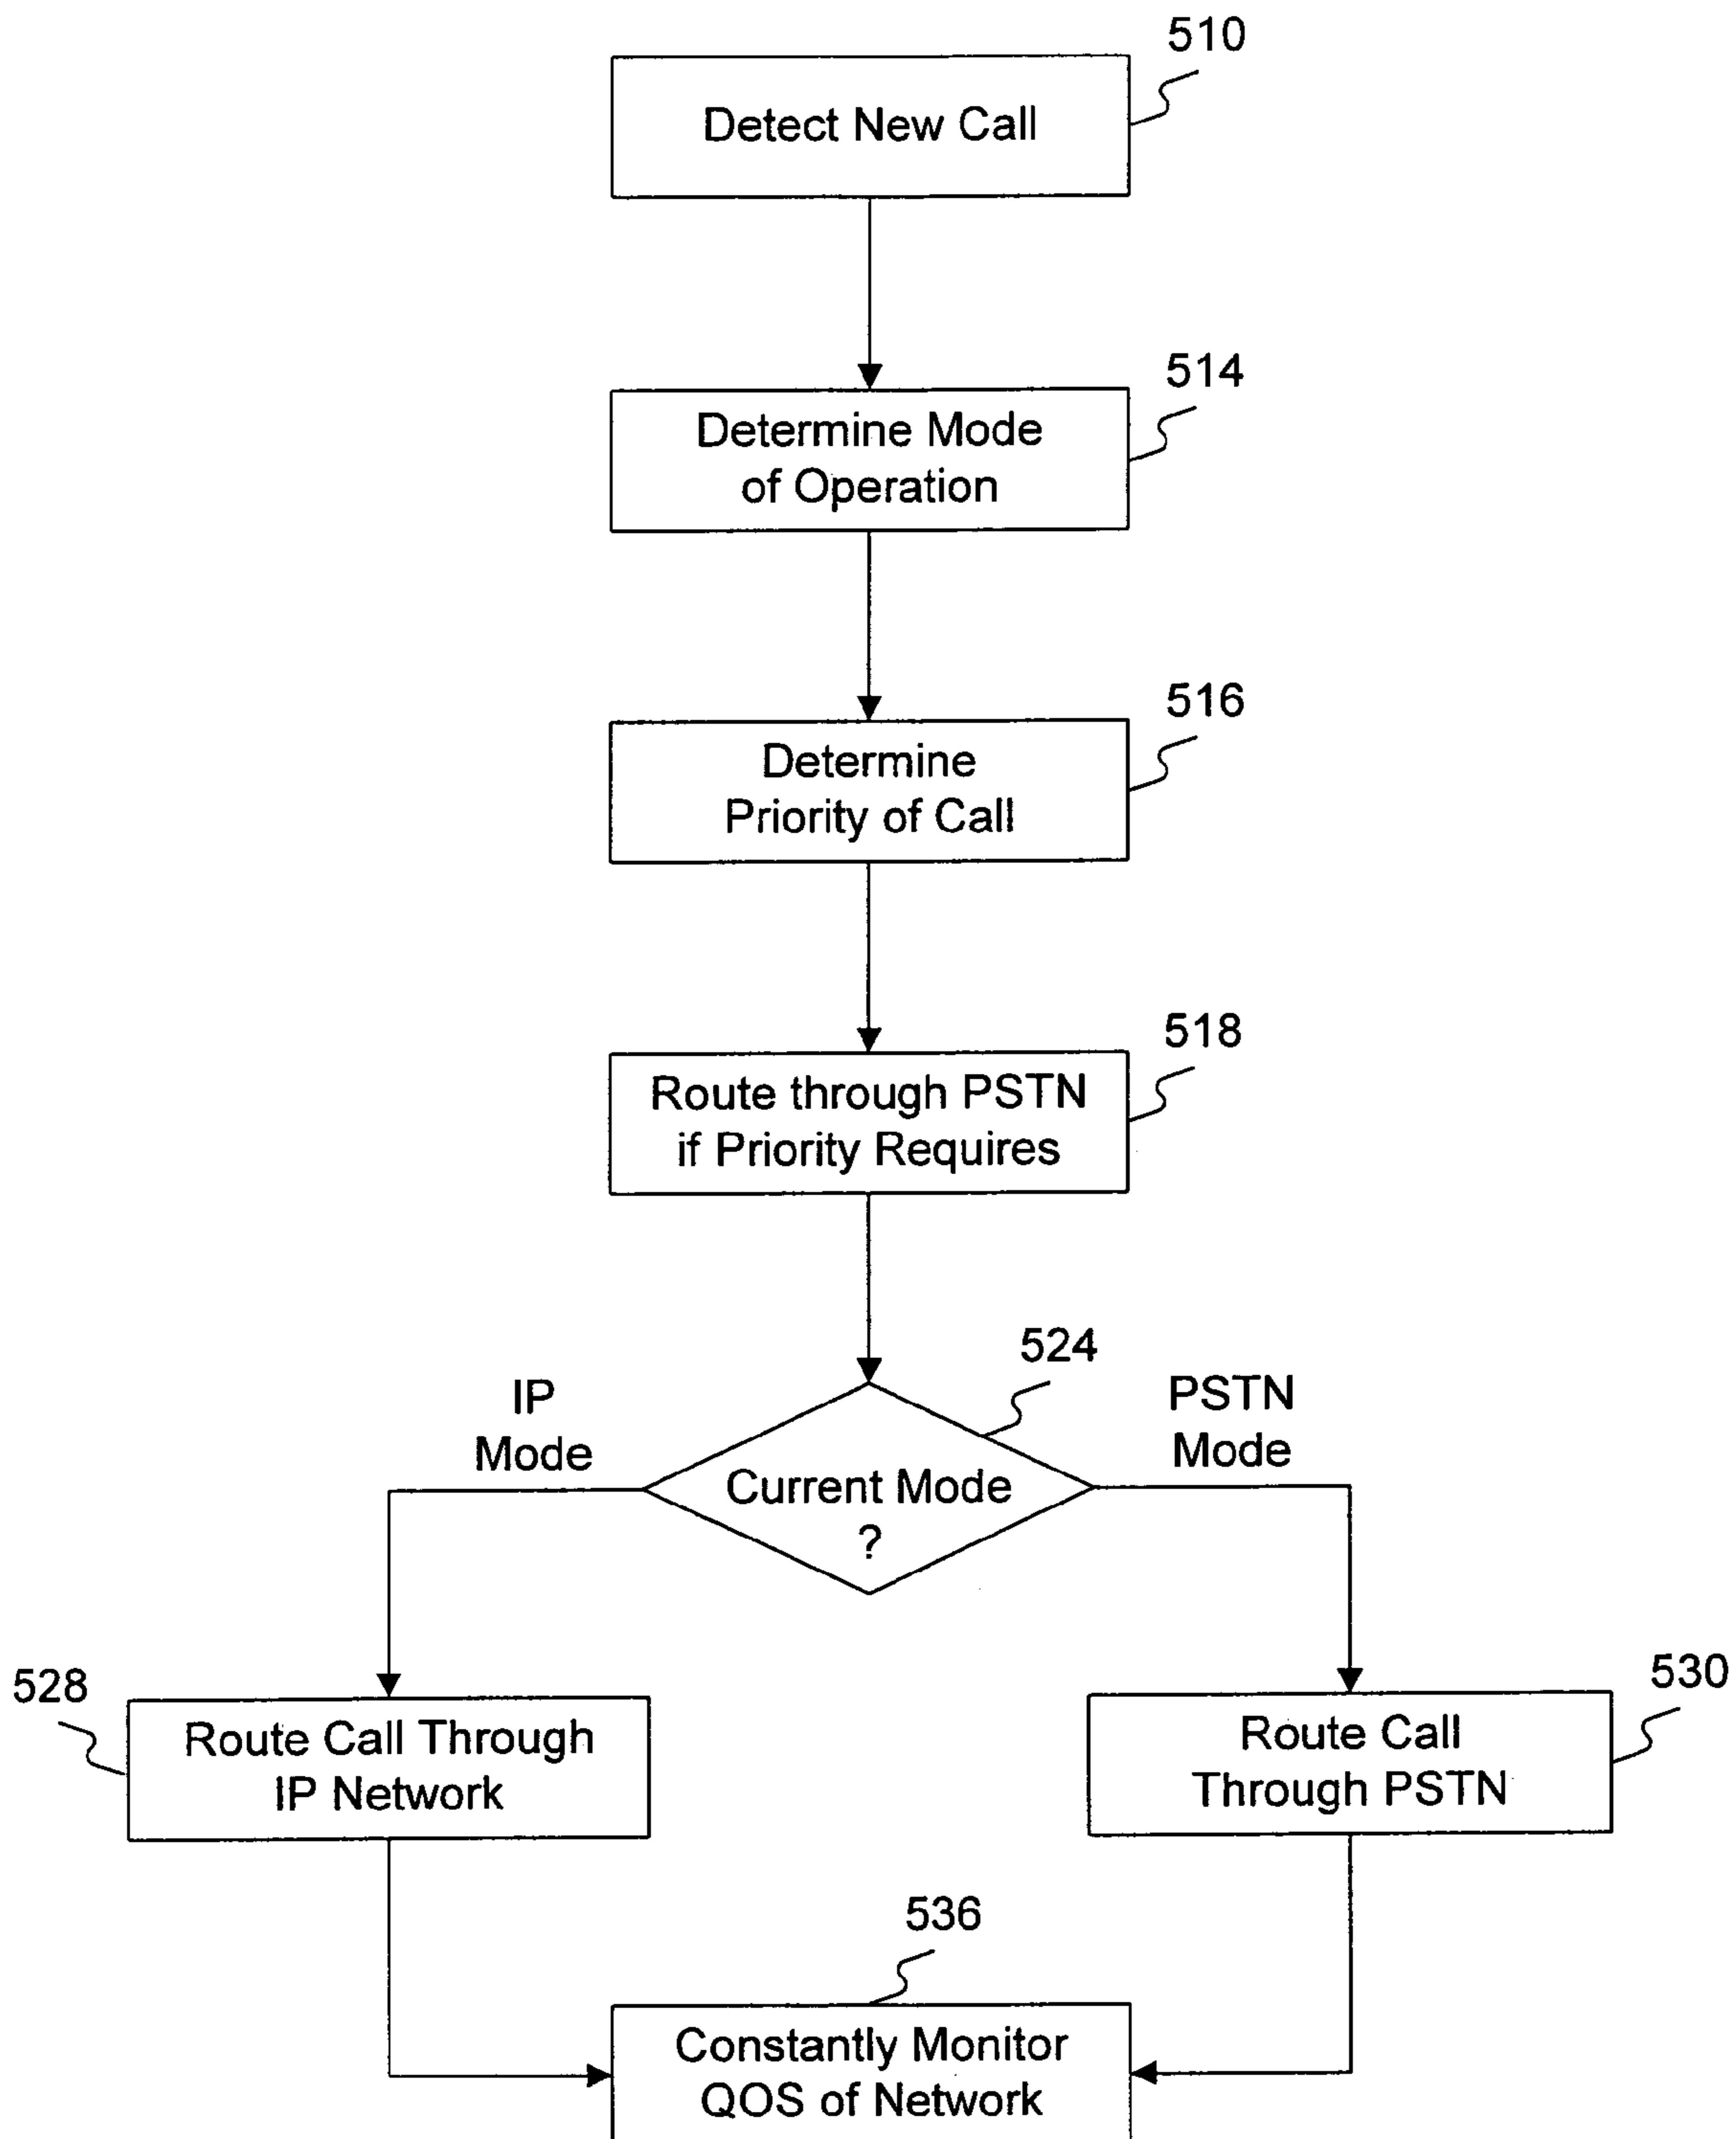 510
Detect New Call
514
Determine Mode
of Operation
516
Determine
Priority of Call
518
Route through PSTN
if Priority Requires
524
IP
Mode
PSTN
Mode
Current Mode
?
528
Route Call Through
IP Network
530
Route Call
Through PSTN
536
Constantly Monitor
QOS of Network